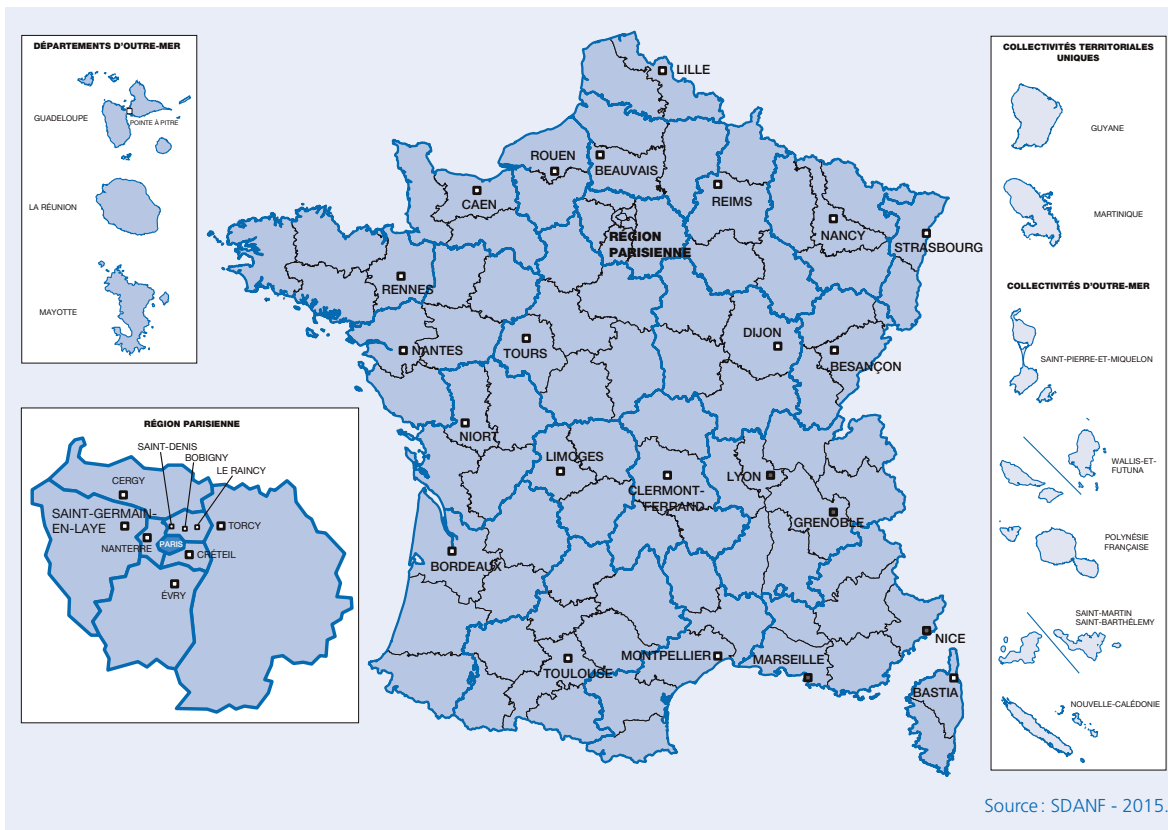 DÉPARTEMENTS D'OUTRE-MER
GUADELOUPE
POINTE À PITRE
LA RÉUNION
MAYOTTE
RÉGION PARISIENNE
SAINT-DENIS
BOBIGNY
LE RAINCY
CERGY
SAINT-GERMAIN-
EN-LAYE
TORCY
NANTERRE
PARIS
CRÉTEIL
ÉVRY
LILLE
ROUEN
BEAUVAIS
CAEN
REIMS
NANCY
STRASBOURG
RÉGION
PARISIENNE
RENNES
NANTES
TOURS
DIJON
BESANÇON
NIORT
LIMOGES
CLERMONT-
FERRAND
LYON
GRENOBLE
BORDEAUX
TOULOUSE
MONTPELLIER
MARSEILLE
NICE
BASTIA
COLLECTIVITÉS TERRITORIALES
UNIQUES
GUYANE
MARTINIQUE
COLLECTIVITÉS D'OUTRE-MER
SAINT-PIERRE-ET-MIQUELON
WALLIS-ET-
FUTUNA
POLYNÉSIE
FRANÇAISE
SAINT-MARTIN
SAINT-BARTHÉLEMY
NOUVELLE-CALÉDONIE
Source : SDANF - 2015.